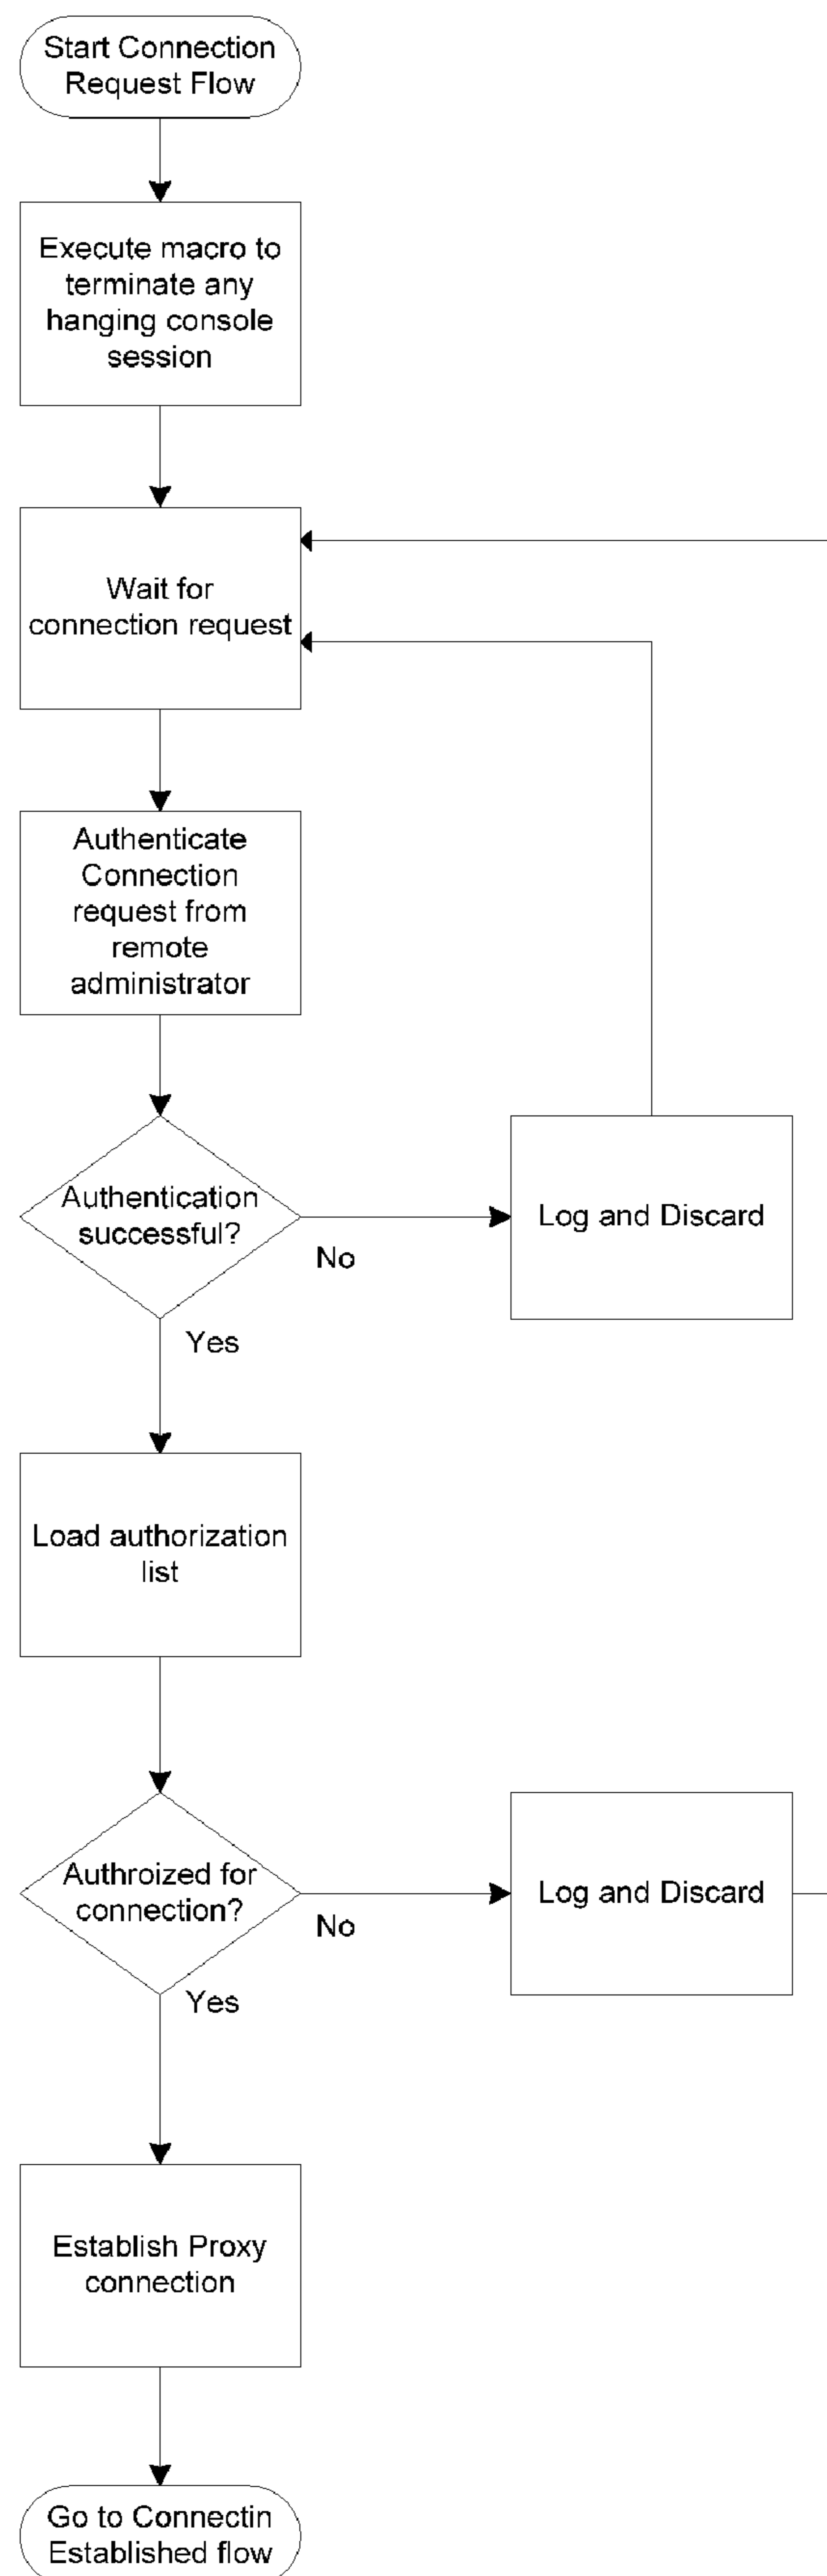 Start Connection
Request Flow
Execute macro to
terminate any
hanging console
session
Wait for
connection request
Authenticate
Connection
request from
remote
administrator
Authentication
successful?
No
Log and Discard
Yes
Load authorization
list
Authroized for
connection?
No
Log and Discard
Yes
Establish Proxy
connection
Go to Connectin
Established flow